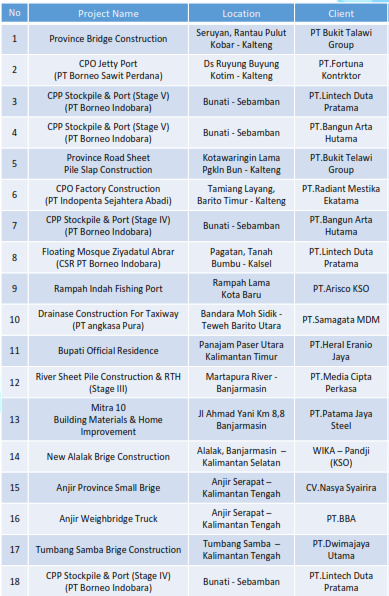 No Project Name Location Client
1 Province Bridge Construction Seruyan, Rantau Pulut PT Bukit Talawi
Kobar - Kalteng Group
2 CPO Jetty Port Ds Ruyung Buyung PT.Fortuna
(PT Borneo Sawit Perdana) Kotim - Kalteng Kontrktor
3 CPP Stockpile & Port (Stage V) Bunati - Sebamban PT.Lintech Duta
(PT Borneo Indobara) Pratama
4 CPP Stockpile & Port (Stage V) Bunati - Sebamban PT.Bangun Arta
(PT Borneo Indobara) Hutama
5 Province Road Sheet Kotawaringin Lama PT.Bukit Telawi
Pile Slap Construction Pgkln Bun - Kalteng Group
6 CPO Factory Construction Tamiang Layang, PT.Radiant Mestika
(PT Indopenta Sejahtera Abadi) Barito Timur - Kalteng Ekatama
7 CPP Stockpile & Port (Stage IV) Bunati - Sebamban PT.Bangun Arta
(PT Borneo Indobara) Hutama
8 Floating Mosque Ziyadatul Abrar Pagatan, Tanah PT.Lintech Duta
(CSR PT Borneo Indobara) Bumbu - Kalsel Pratama
9 Rampah Indah Fishing Port Rampah Lama PT.Arisco KSO
Kota Baru
10 Drainase Construction For Taxiway Bandara Moh Sidik - PT.Samagata MDM
(PT angkasa Pura) Teweh Barito Utara
11 Bupati Official Residence Panajam Paser Utara PT.Heral Eranio
Kalimantan Timur Jaya
12 River Sheet Pile Construction & RTH Martapura River - PT.Media Cipta
(Stage III) Banjarmasin Perkasa
13 Mitra 10 Jl Ahmad Yani Km 8,8 PT.Patama Jaya
Building Materials & Home Banjarmasin Steel
Improvement
14 New Alalak Brige Construction Alalak, Banjarmasin – WIKA – Pandji
Kalimantan Selatan (KSO)
15 Anjir Province Small Brige Anjir Serapat – CV.Nasya Syairira
Kalimantan Tengah
16 Anjir Weighbridge Truck Anjir Serapat – PT.BBA
Kalimantan Tengah
17 Tumbang Samba Brige Construction Tumbang Samba – PT.Dwimajaya
Kalimantan Tengah Utama
18 CPP Stockpile & Port (Stage IV) Bunati - Sebamban PT.Lintech Duta
(PT Borneo Indobara) Pratama